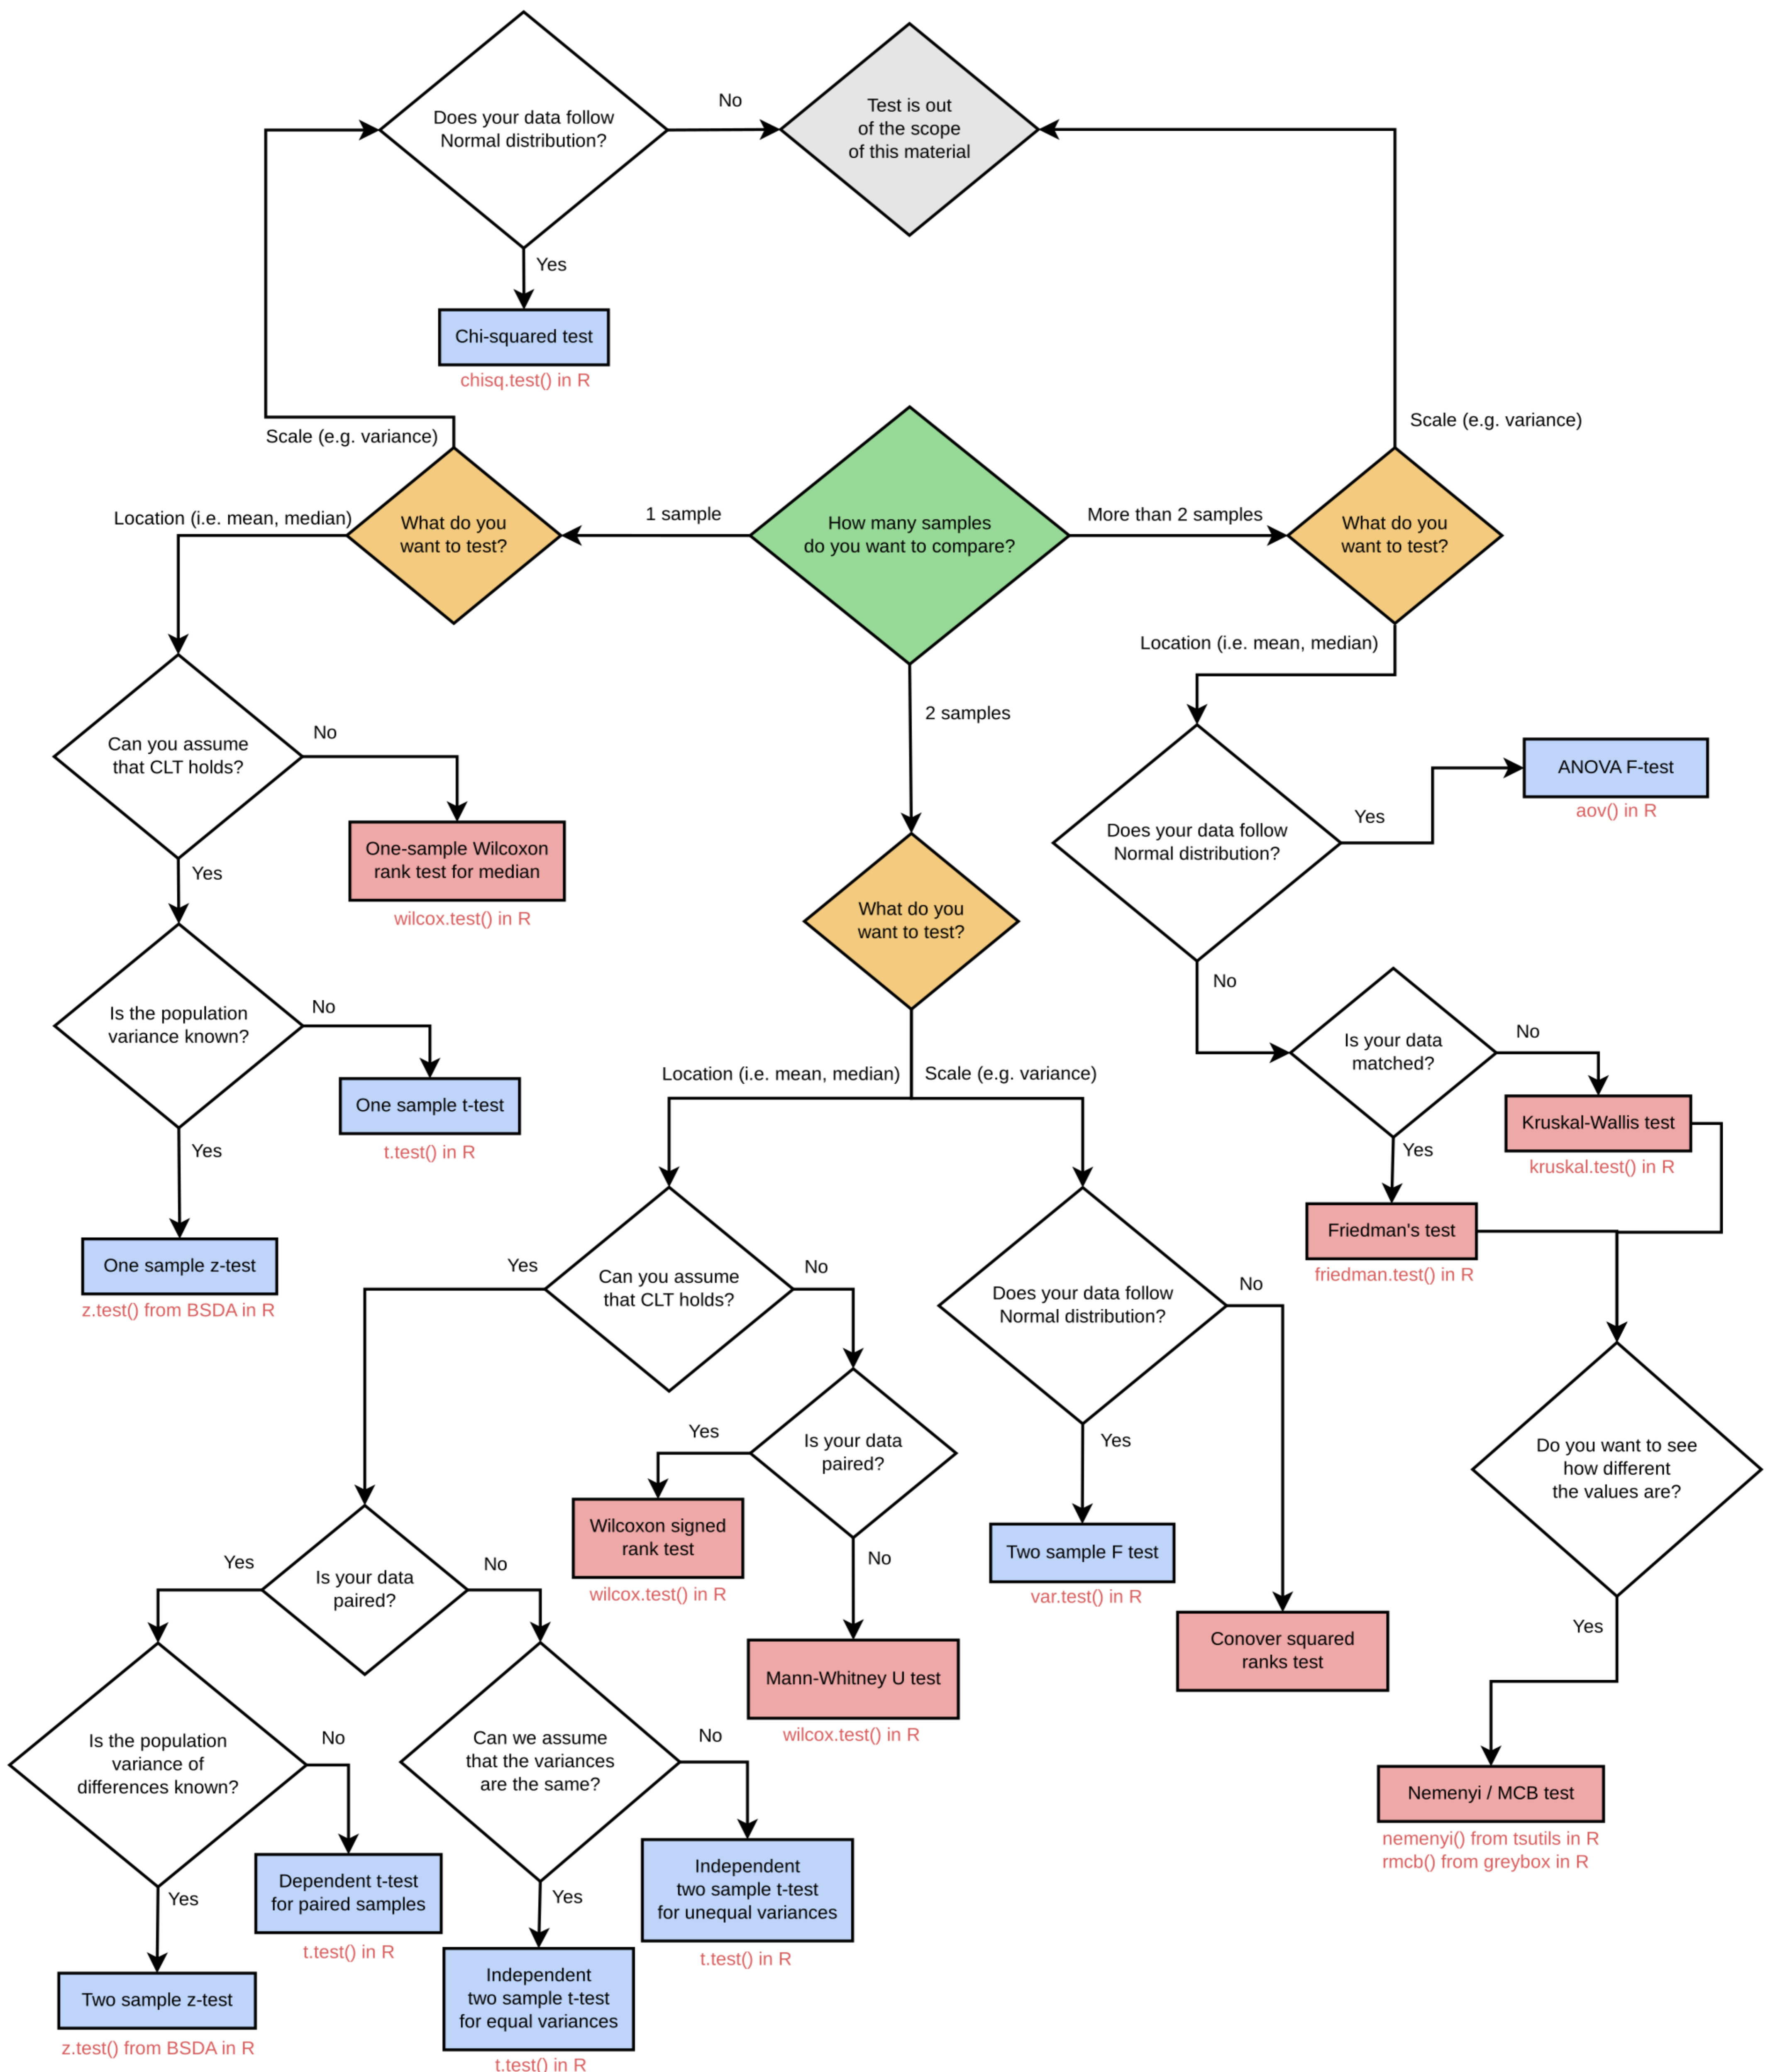 Does your data follow
Normal distribution?
No
Test is out
of the scope
of this material
Yes
Chi-squared test
chisq.test() in R
Scale (e.g. variance)
Scale (e.g. variance)
Location (i.e. mean, median)
What do you
want to test?
1 sample
How many samples
do you want to compare?
More than 2 samples
What do you
want to test?
Location (i.e. mean, median)
2 samples
Can you assume
that CLT holds?
No
One-sample Wilcoxon
rank test for median
wilcox.test() in R
Yes
Is the population
variance known?
No
One sample t-test
t.test() in R
Yes
One sample z-test
z.test() from BSDA in R
What do you
want to test?
Location (i.e. mean, median)
Scale (e.g. variance)
Does your data follow
Normal distribution?
Yes
ANOVA F-test
aov() in R
No
Is your data
matched?
No
Kruskal-Wallis test
kruskal.test() in R
Yes
Friedman's test
friedman.test() in R
Do you want to see
how different
the values are?
Yes
Nemenyi / MCB test
nemenyi() from tsutils in R
rmcb() from greybox in R
Yes
Can you assume
that CLT holds?
No
Is your data
paired?
Yes
Wilcoxon signed
rank test
wilcox.test() in R
No
Mann-Whitney U test
wilcox.test() in R
Does your data follow
Normal distribution?
No
Yes
Two sample F test
var.test() in R
Conover squared
ranks test
Yes
Is your data
paired?
No
Is the population
variance of
differences known?
No
Dependent t-test
for paired samples
t.test() in R
Yes
Two sample z-test
z.test() from BSDA in R
Can we assume
that the variances
are the same?
No
Independent
two sample t-test
for unequal variances
t.test() in R
Yes
Independent
two sample t-test
for equal variances
t.test() in R